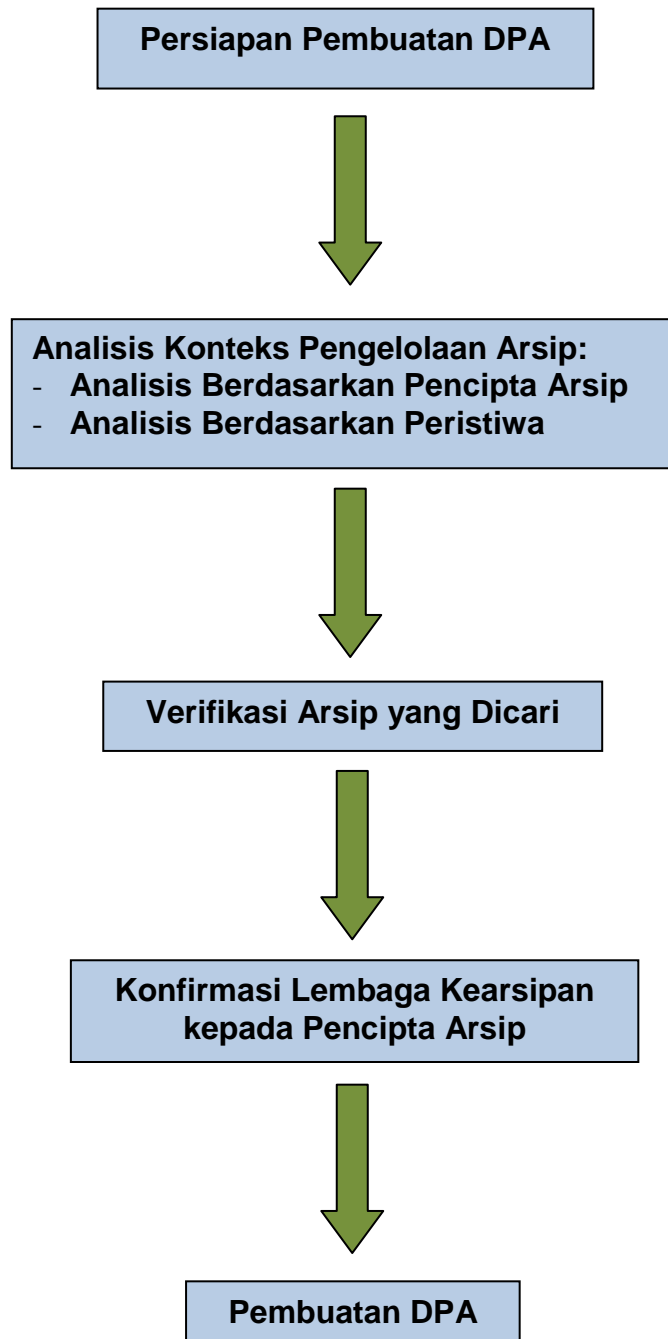 Persiapan Pembuatan DPA
Analisis Konteks Pengelolaan Arsip:
- Analisis Berdasarkan Pencipta Arsip
- Analisis Berdasarkan Peristiwa
Verifikasi Arsip yang Dicari
Konfirmasi Lembaga Kearsipan
kepada Pencipta Arsip
Pembuatan DPA